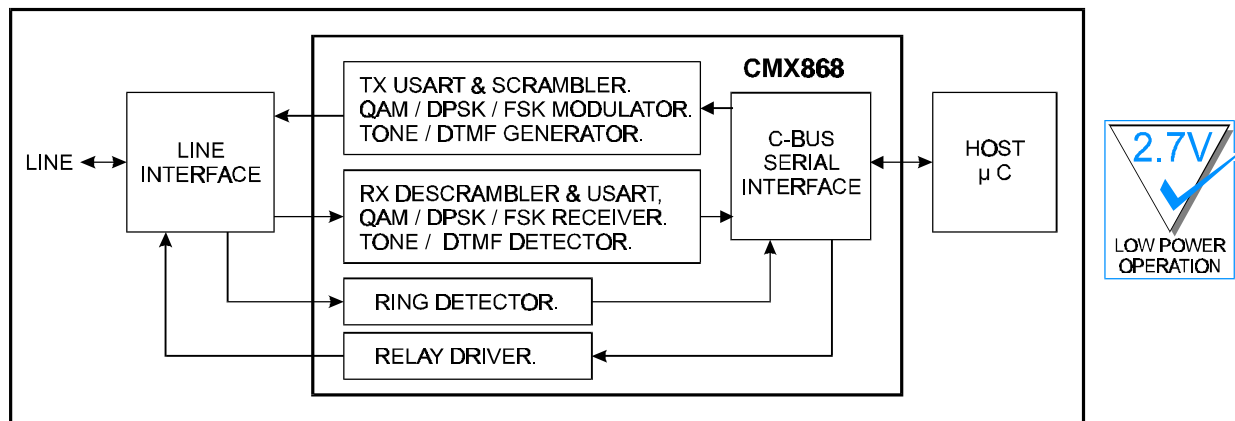 CMX868
TX USART & SCRAMBLER.
QAM / DPSK / FSK MODULATOR.
TONE / DTMF GENERATOR.
LINE
LINE
INTERFACE
C-BUS
SERIAL
INTERFACE
HOST
µ C
RX DESCRAMBLER & USART,
QAM / DPSK / FSK RECEIVER.
TONE / DTMF DETECTOR.
RING DETECTOR.
RELAY DRIVER.
2.7V
LOW POWER
OPERATION